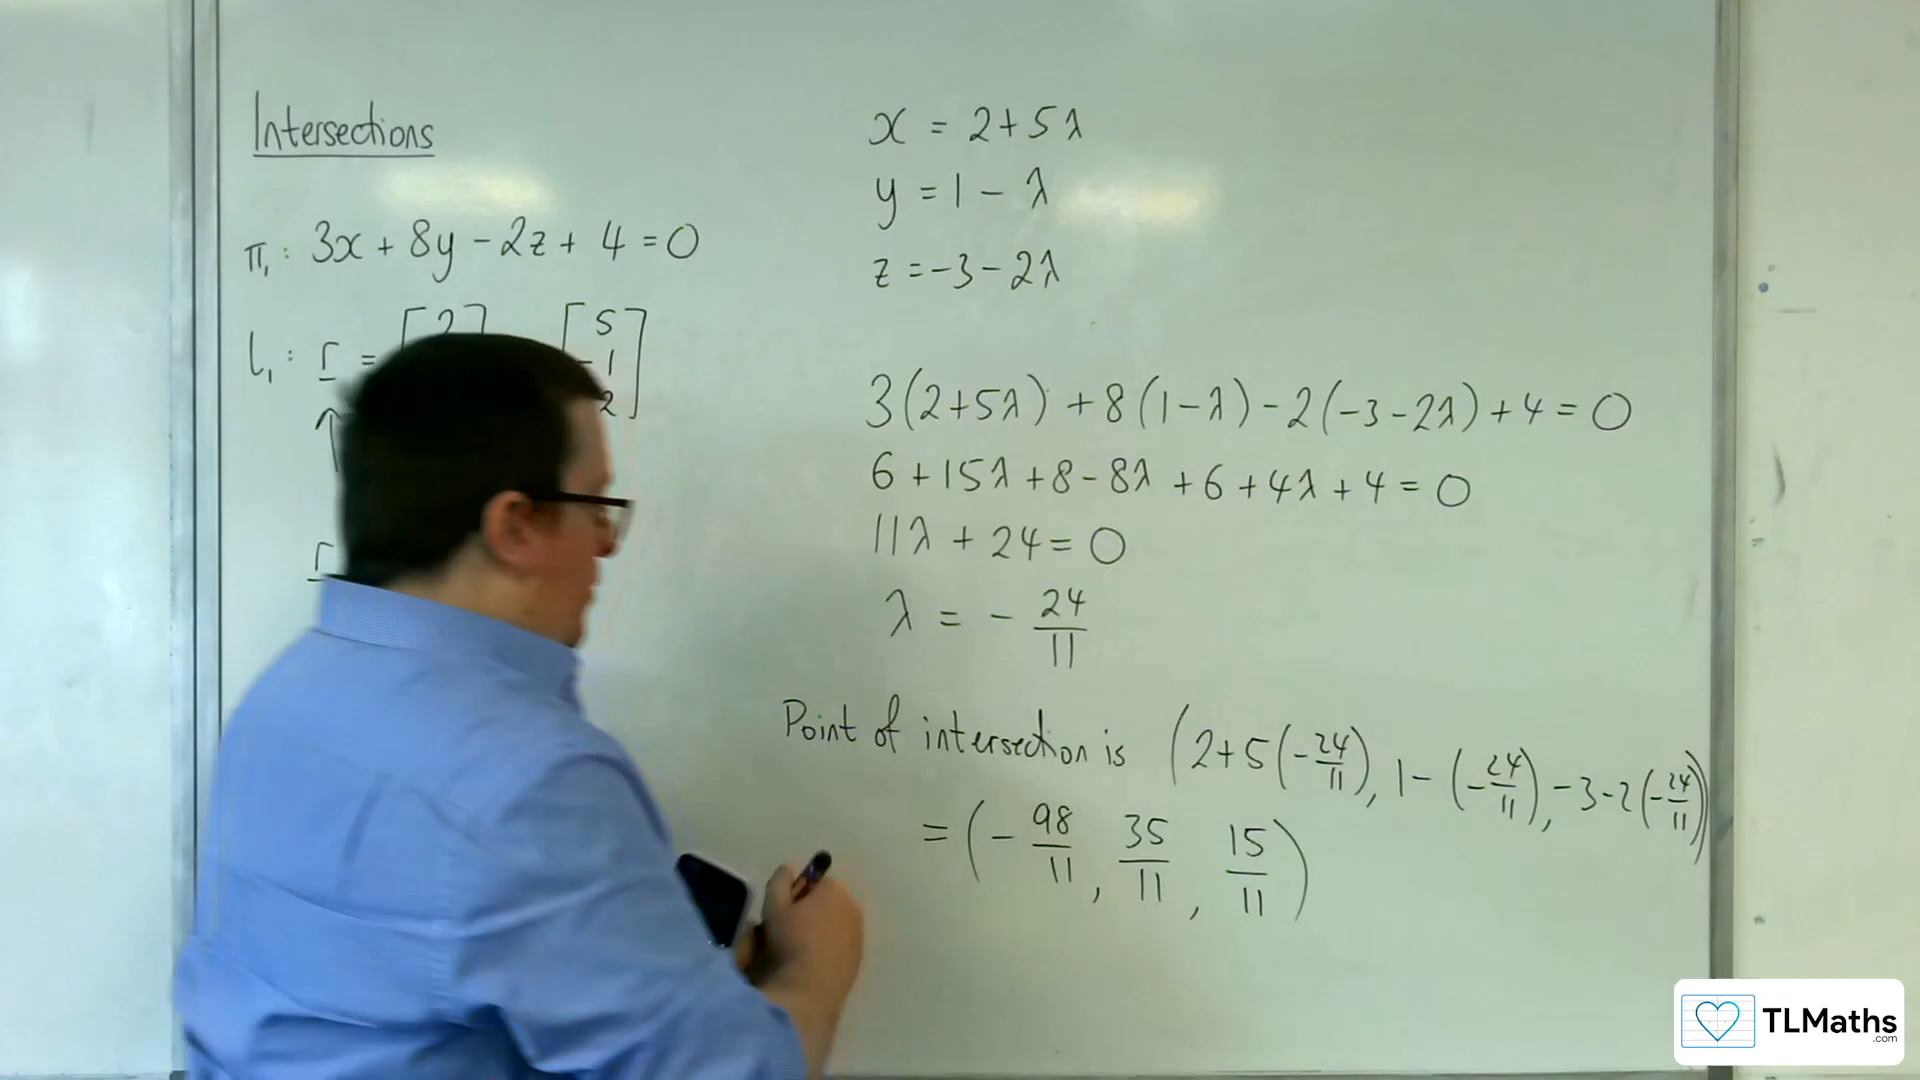 Intersections
π₁: 3x + 8y - 2z + 4 = 0
l₁: r = [2] [5
-1
2]
↑
r
x = 2 + 5λ
y = 1 - λ
z = -3 - 2λ
3(2+5λ) + 8(1-λ) - 2(-3-2λ) + 4 = 0
6 + 15λ + 8 - 8λ + 6 + 4λ + 4 = 0
11λ + 24 = 0
λ = - 24/11
Point of intersection is (2+5(-24/11), 1-(-24/11), -3-2(-24/11))
= (-98/11, 35/11, 15/11)
TLMaths
.com